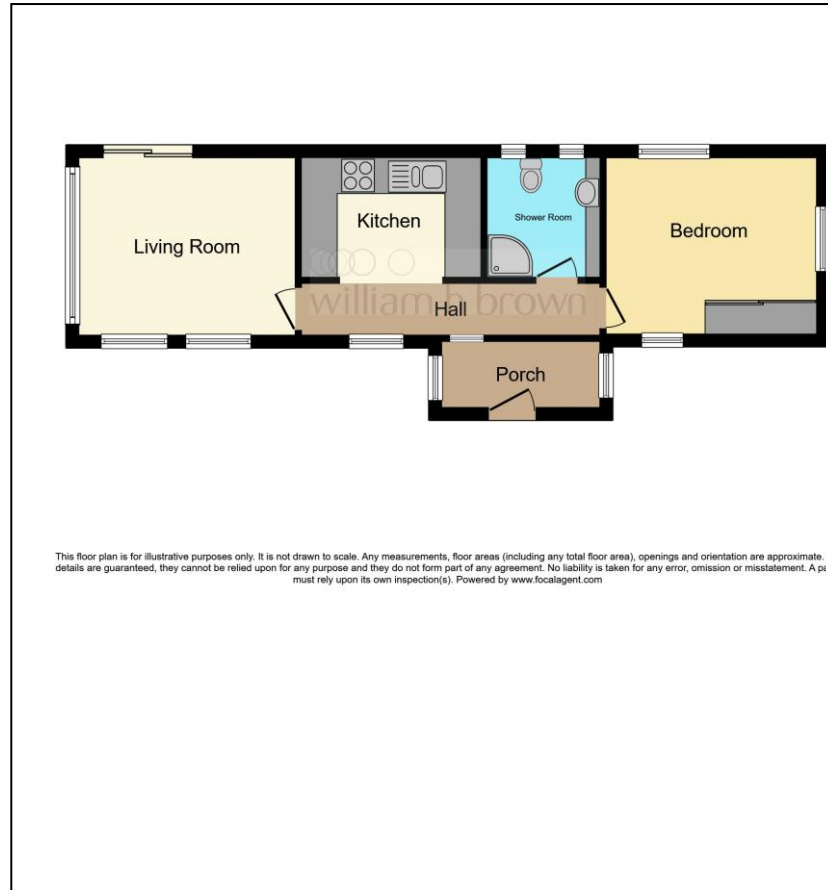 Living Room
Kitchen
Shower Room
Bedroom
william h brown
Hall
Porch
This floor plan is for illustrative purposes only. It is not drawn to scale. Any measurements, floor areas (including any total floor area), openings and orientation are approximate.
details are guaranteed, they cannot be relied upon for any purpose and they do not form part of any agreement. No liability is taken for any error, omission or misstatement. A pa
must rely upon its own inspection(s). Powered by www.focalagent.com